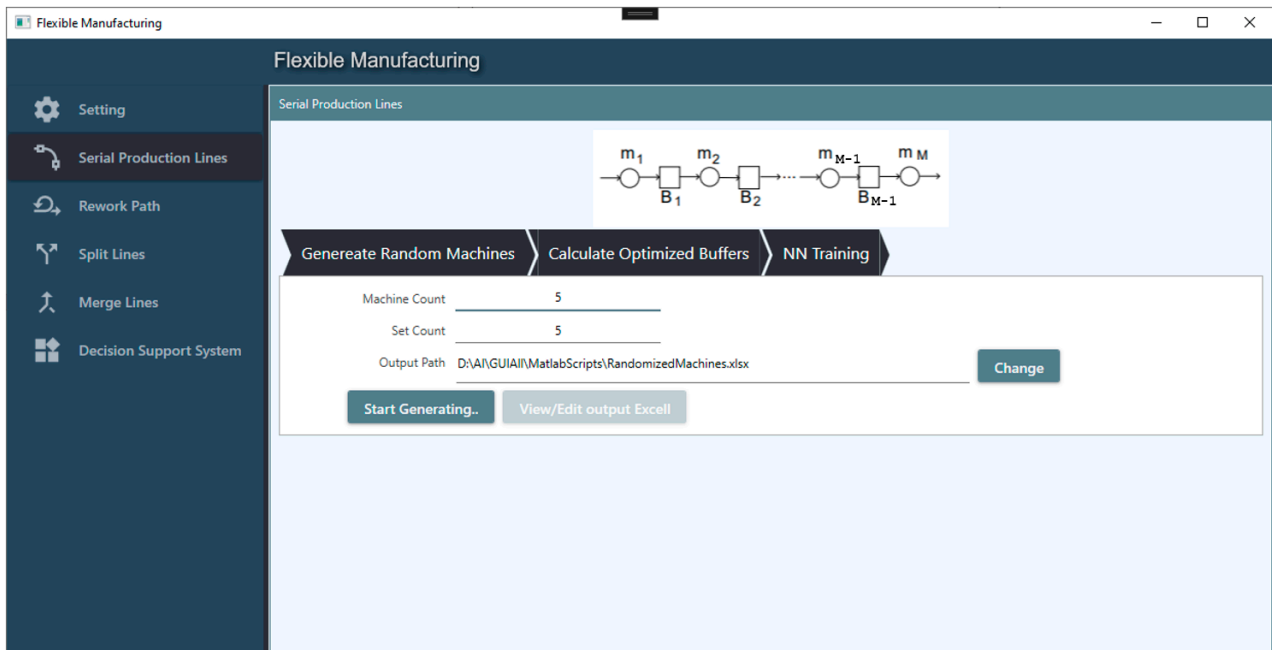 Flexible Manufacturing
Flexible Manufacturing
Setting
Serial Production Lines
Rework Path
Split Lines
Merge Lines
Decision Support System
Serial Production Lines
m1 m2 ... mM-1 mM
B1 B2 BM-1
Genereate Random Machines Calculate Optimized Buffers NN Training
Machine Count 5
Set Count 5
Output Path D:\AI\GUIAll\MatlabScripts\RandomizedMachines.xlsx Change
Start Generating.. View/Edit output Excell